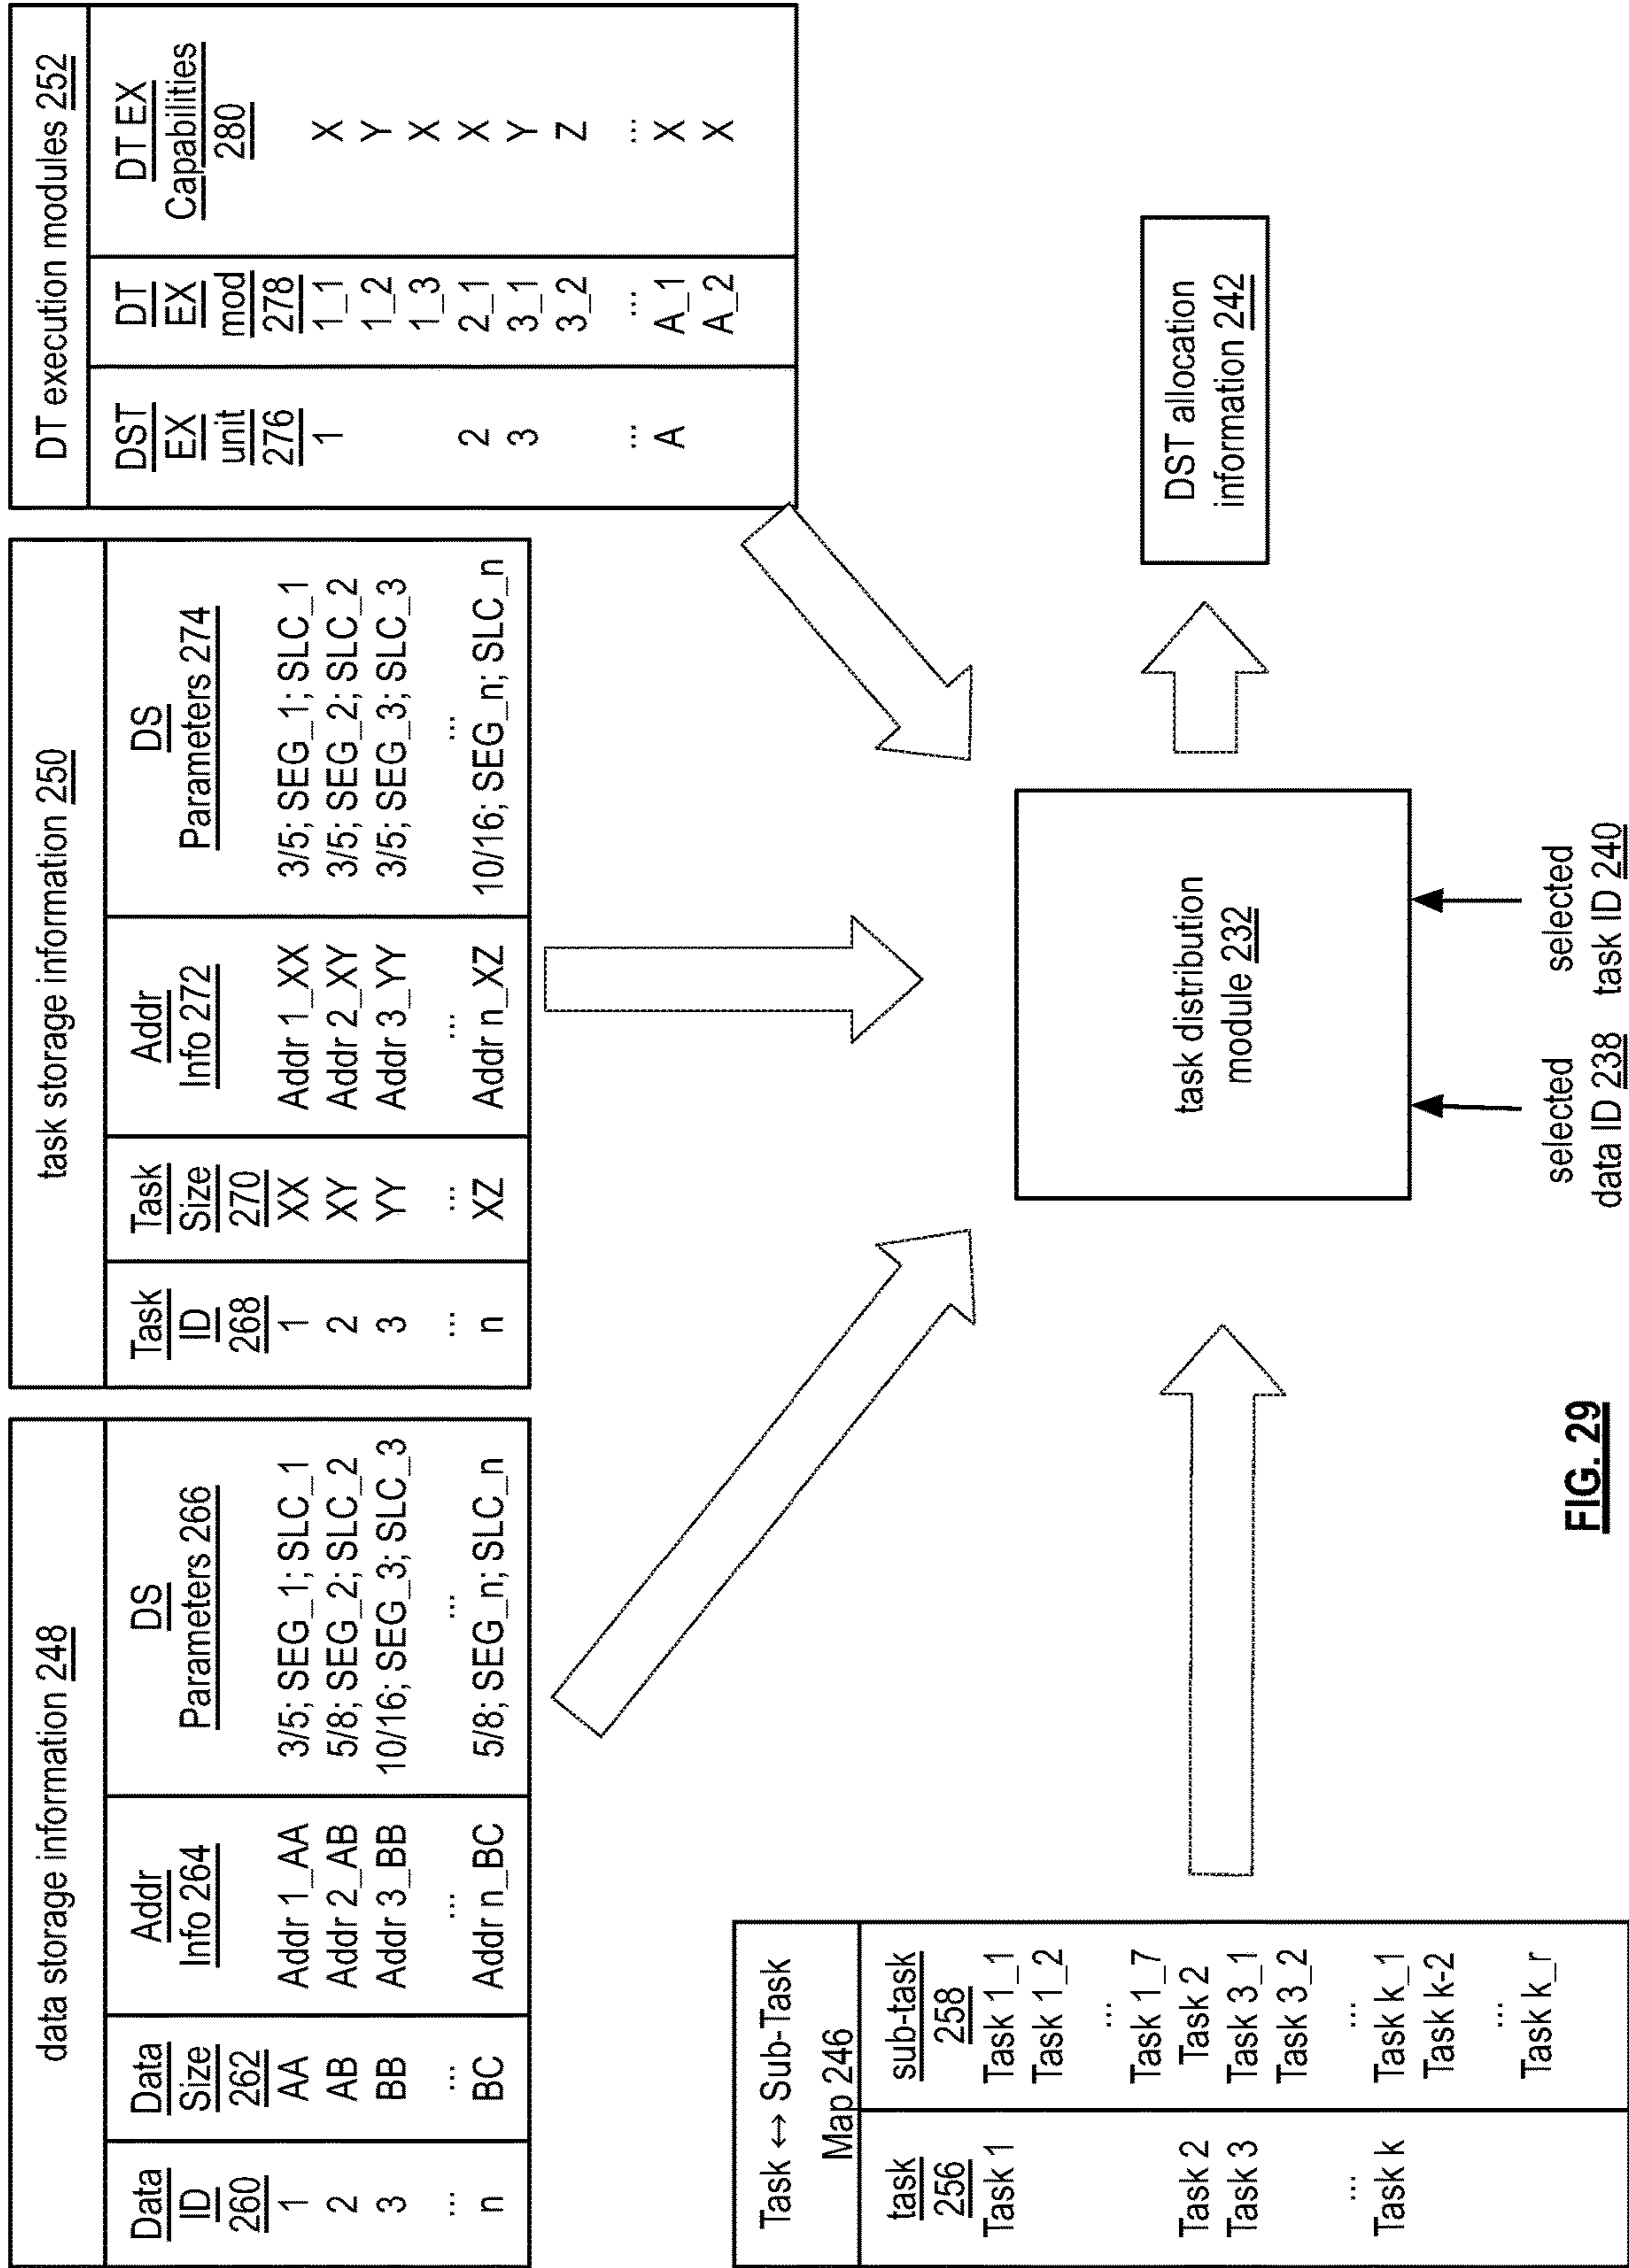 data storage information 248
Data ID 260 Data Size 262 Addr Info 264 DS Parameters 266
1 AA Addr 1_AA 3/5; SEG_1; SLC_1
2 AB Addr 2_AB 5/8; SEG_2; SLC_2
3 BB Addr 3_BB 10/16; SEG_3; SLC_3
... ... ... ...
n BC Addr n_BC 5/8; SEG_n; SLC_n
task storage information 250
Task ID 268 Task Size 270 Addr Info 272 DS Parameters 274
1 XX Addr 1_XX 3/5; SEG_1; SLC_1
2 XY Addr 2_XY 3/5; SEG_2; SLC_2
3 YY Addr 3_YY 3/5; SEG_3; SLC_3
... ... ... ...
n XZ Addr n_XZ 10/16; SEG_n; SLC_n
DT execution modules 252
DST EX unit 276 DT EX mod 278 DT EX Capabilities 280
1 1_1 X
1_2 Y
1_3 X
2 2_1 X
3 3_1 Y
3_2 Z
... ... ...
A A_1 X
A_2 X
Task ↔ Sub-Task
Map 246
task 256 sub-task 258
Task 1 Task 1_1
Task 1_2
...
Task 1_7
Task 2 Task 2
Task 3 Task 3_1
Task 3_2
... ...
Task k Task k_1
Task k-2
...
Task k_r
task distribution
module 232
DST allocation
information 242
selected
data ID 238
selected
task ID 240
FIG. 29